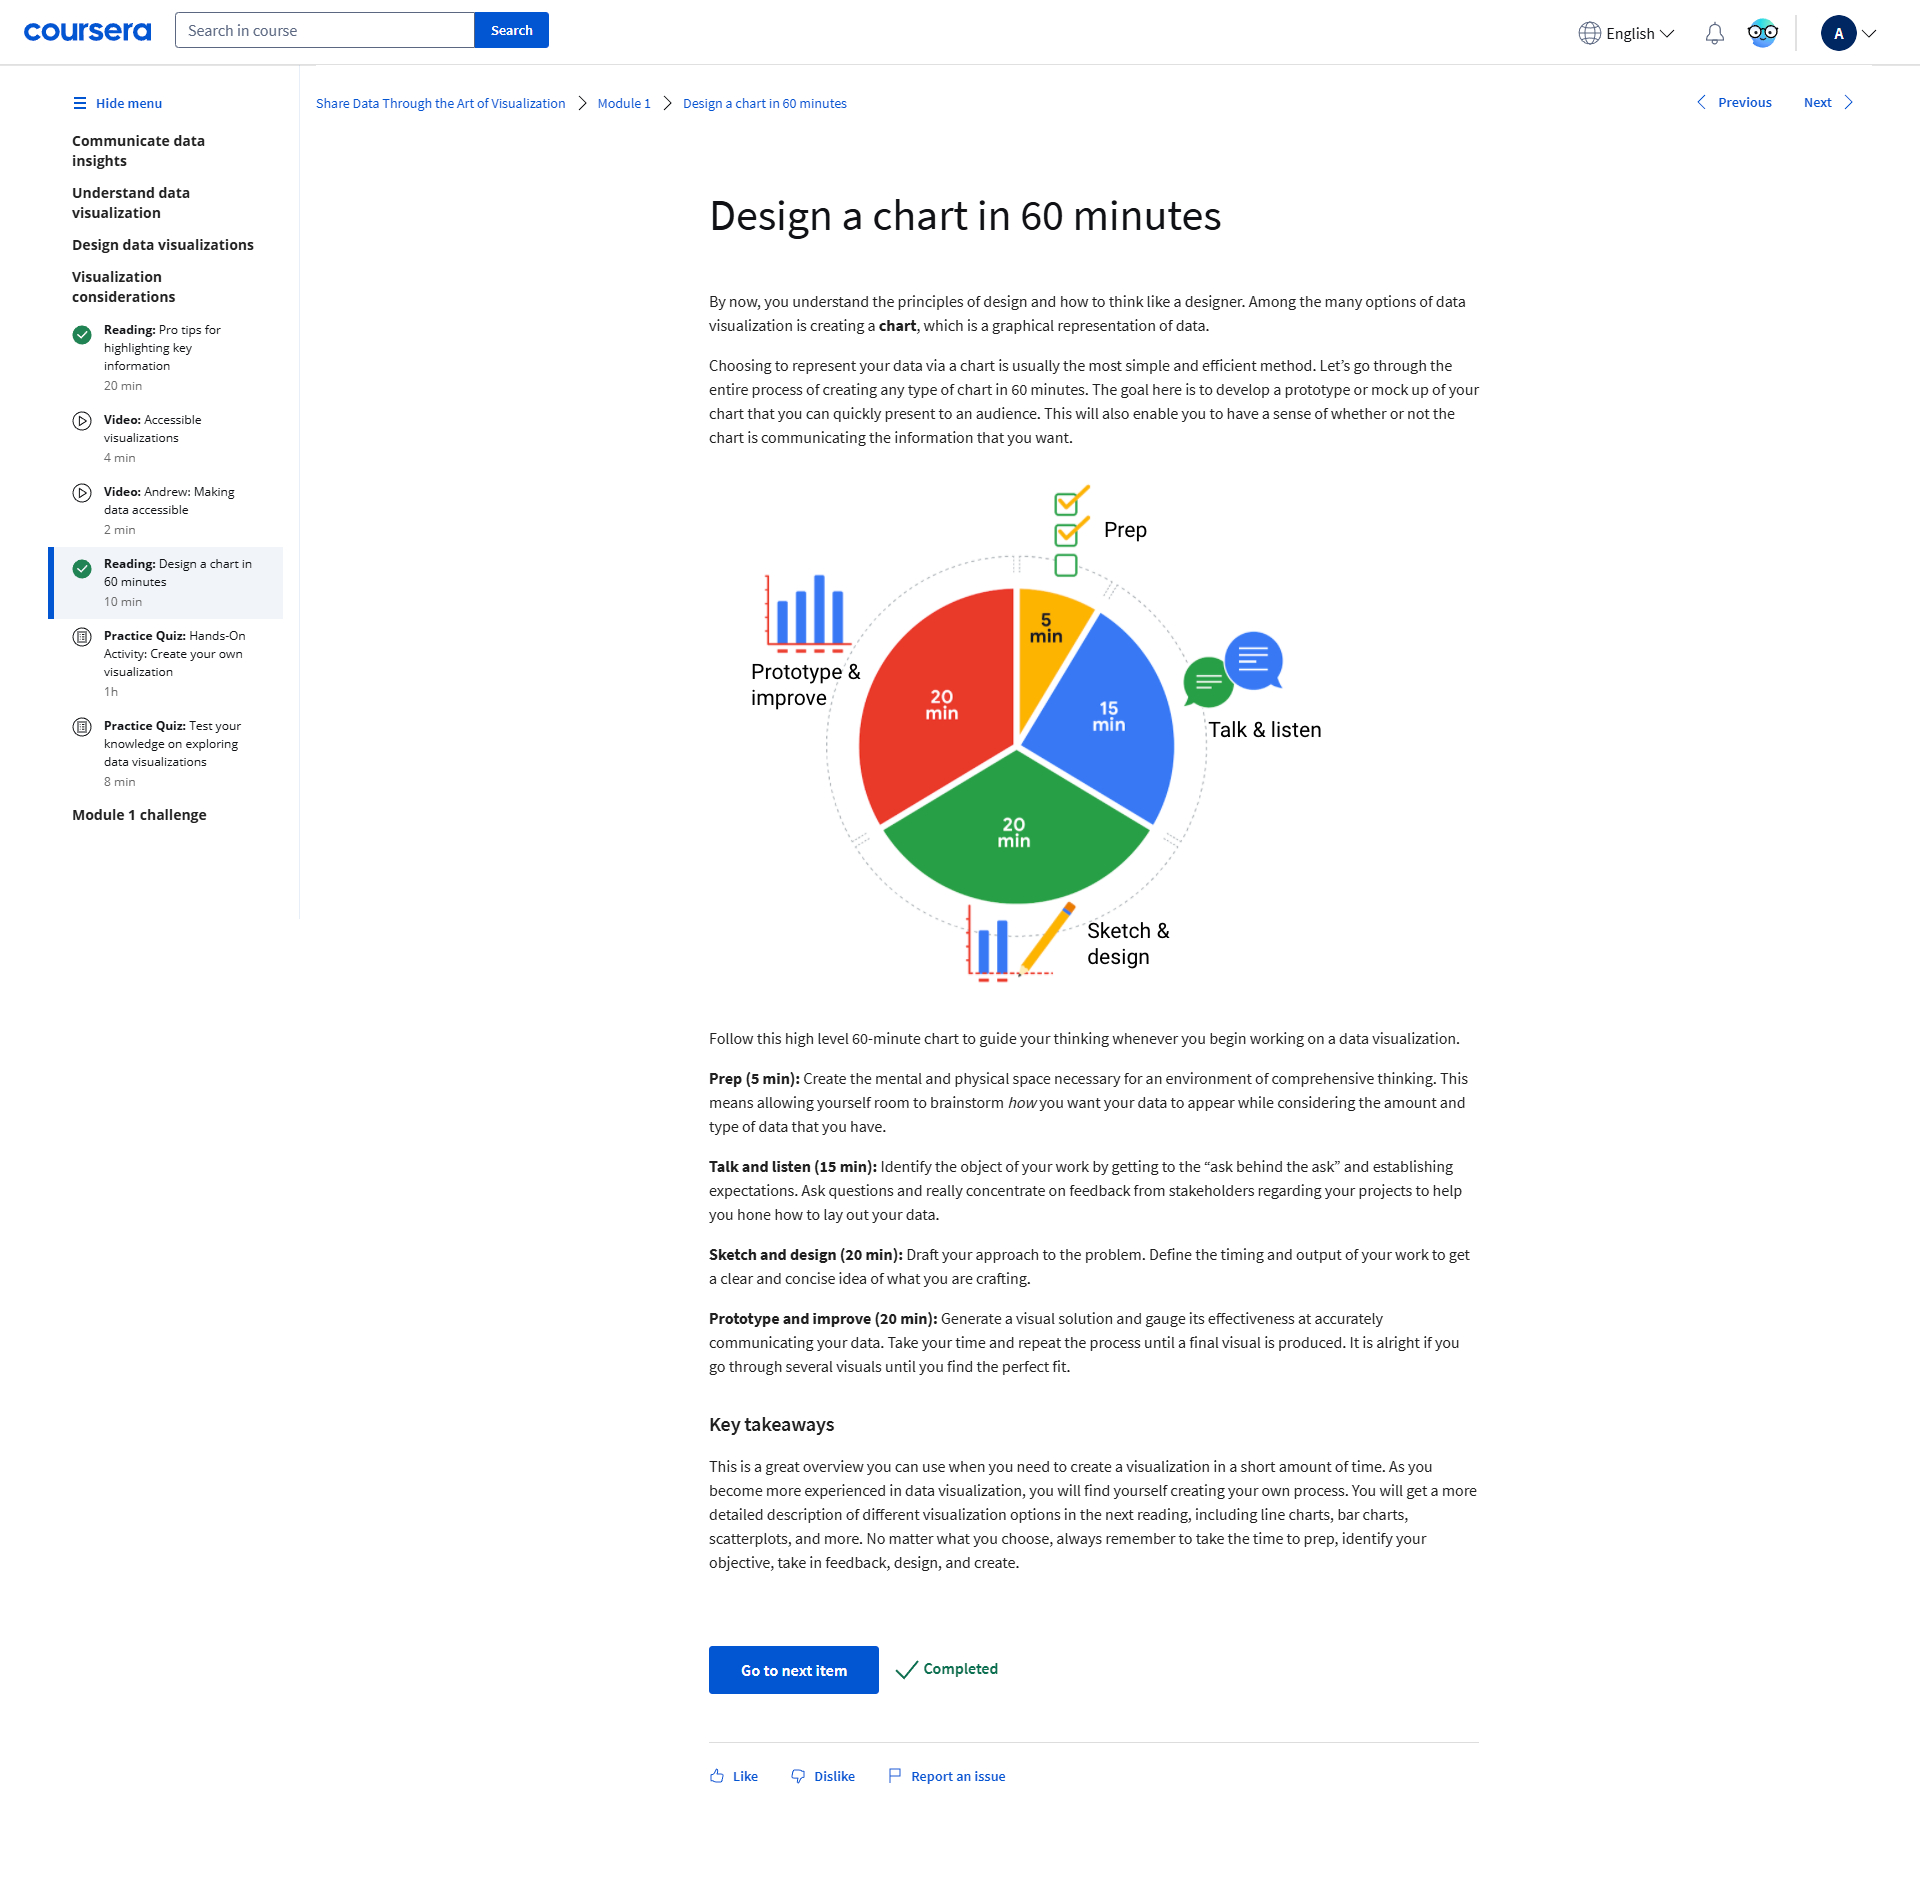 coursera
Search in course
Search
English
A
Hide menu
Communicate data
insights
Understand data
visualization
Design data visualizations
Visualization
considerations
Reading: Pro tips for
highlighting key
information
20 min
Video: Accessible
visualizations
4 min
Video: Andrew: Making
data accessible
2 min
Reading: Design a chart in
60 minutes
10 min
Practice Quiz: Hands-On
Activity: Create your own
visualization
1h
Practice Quiz: Test your
knowledge on exploring
data visualizations
8 min
Module 1 challenge
Share Data Through the Art of Visualization
Module 1
Design a chart in 60 minutes
Previous
Next
Design a chart in 60 minutes
By now, you understand the principles of design and how to think like a designer. Among the many options of data
visualization is creating a chart, which is a graphical representation of data.
Choosing to represent your data via a chart is usually the most simple and efficient method. Let’s go through the
entire process of creating any type of chart in 60 minutes. The goal here is to develop a prototype or mock up of your
chart that you can quickly present to an audience. This will also enable you to have a sense of whether or not the
chart is communicating the information that you want.
Prep
5
min
Prototype &
improve
20
min
15
min
Talk & listen
20
min
Sketch &
design
Follow this high level 60-minute chart to guide your thinking whenever you begin working on a data visualization.
Prep (5 min): Create the mental and physical space necessary for an environment of comprehensive thinking. This
means allowing yourself room to brainstorm how you want your data to appear while considering the amount and
type of data that you have.
Talk and listen (15 min): Identify the object of your work by getting to the “ask behind the ask” and establishing
expectations. Ask questions and really concentrate on feedback from stakeholders regarding your projects to help
you hone how to lay out your data.
Sketch and design (20 min): Draft your approach to the problem. Define the timing and output of your work to get
a clear and concise idea of what you are crafting.
Prototype and improve (20 min): Generate a visual solution and gauge its effectiveness at accurately
communicating your data. Take your time and repeat the process until a final visual is produced. It is alright if you
go through several visuals until you find the perfect fit.
Key takeaways
This is a great overview you can use when you need to create a visualization in a short amount of time. As you
become more experienced in data visualization, you will find yourself creating your own process. You will get a more
detailed description of different visualization options in the next reading, including line charts, bar charts,
scatterplots, and more. No matter what you choose, always remember to take the time to prep, identify your
objective, take in feedback, design, and create.
Go to next item
Completed
Like
Dislike
Report an issue